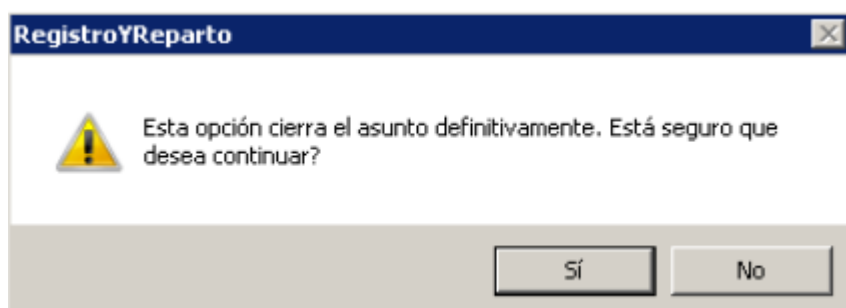 RegistroYReparto
Esta opción cierra el asunto definitivamente. Está seguro que
desea continuar?
Sí
No